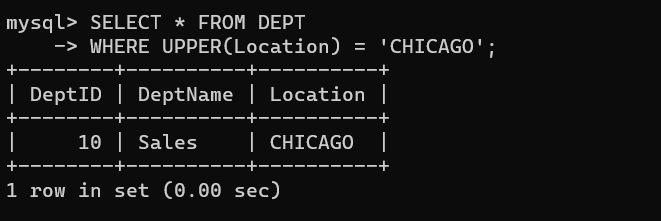 mysql> SELECT * FROM DEPT
    -> WHERE UPPER(Location) = 'CHICAGO';
+--------+----------+----------+
| DeptID | DeptName | Location |
+--------+----------+----------+
|     10 | Sales    | CHICAGO  |
+--------+----------+----------+
1 row in set (0.00 sec)